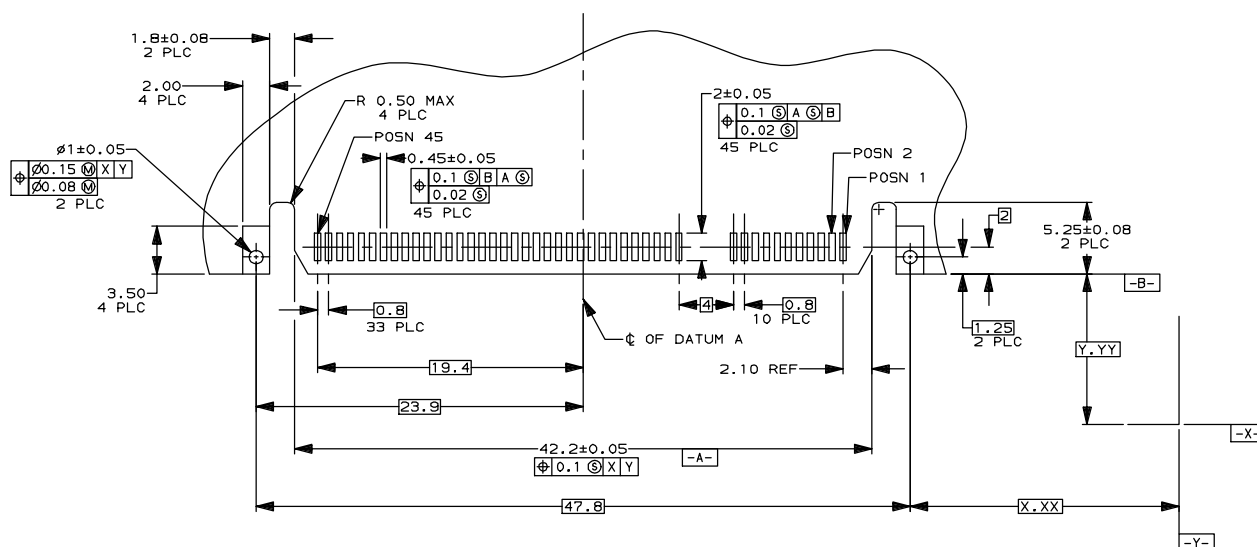 1.8±0.08
2 PLC
2.00
4 PLC
R 0.50 MAX
4 PLC
POSN 45
2±0.05
⌖ 0.1 Ⓢ A Ⓢ B
0.02 Ⓢ
45 PLC
ø1±0.05
⌖ Ø0.15 Ⓜ X Y
Ø0.08 Ⓜ
2 PLC
0.45±0.05
⌖ 0.1 Ⓢ B A Ⓢ
0.02 Ⓢ
45 PLC
POSN 2
POSN 1
2
5.25±0.08
2 PLC
3.50
4 PLC
-B-
0.8
33 PLC
4
0.8
10 PLC
1.25
2 PLC
℄ OF DATUM A
Y.YY
19.4
2.10 REF
23.9
-X-
42.2±0.05
-A-
⌖ 0.1 Ⓢ X Y
47.8
X.XX
-Y-